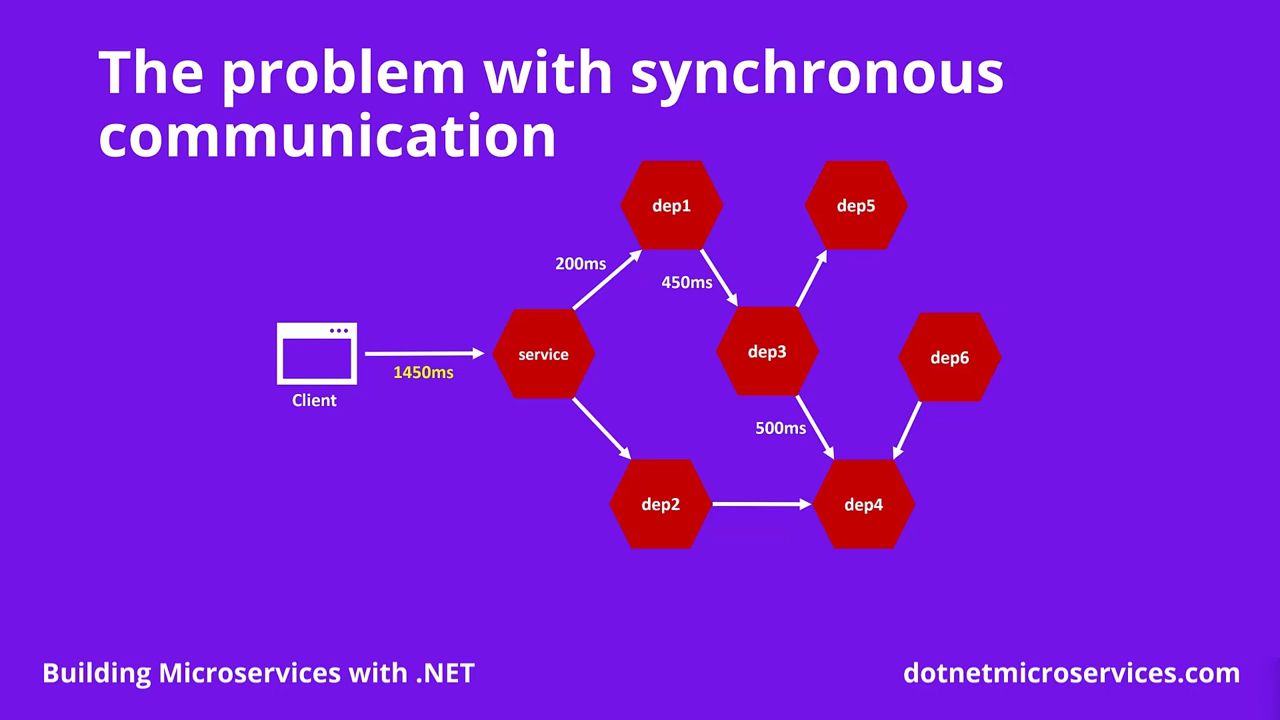 The problem with synchronous
communication
dep1
dep5
200ms
450ms
service
dep3
dep6
1450ms
Client
500ms
dep2
dep4
Building Microservices with .NET
dotnetmicroservices.com